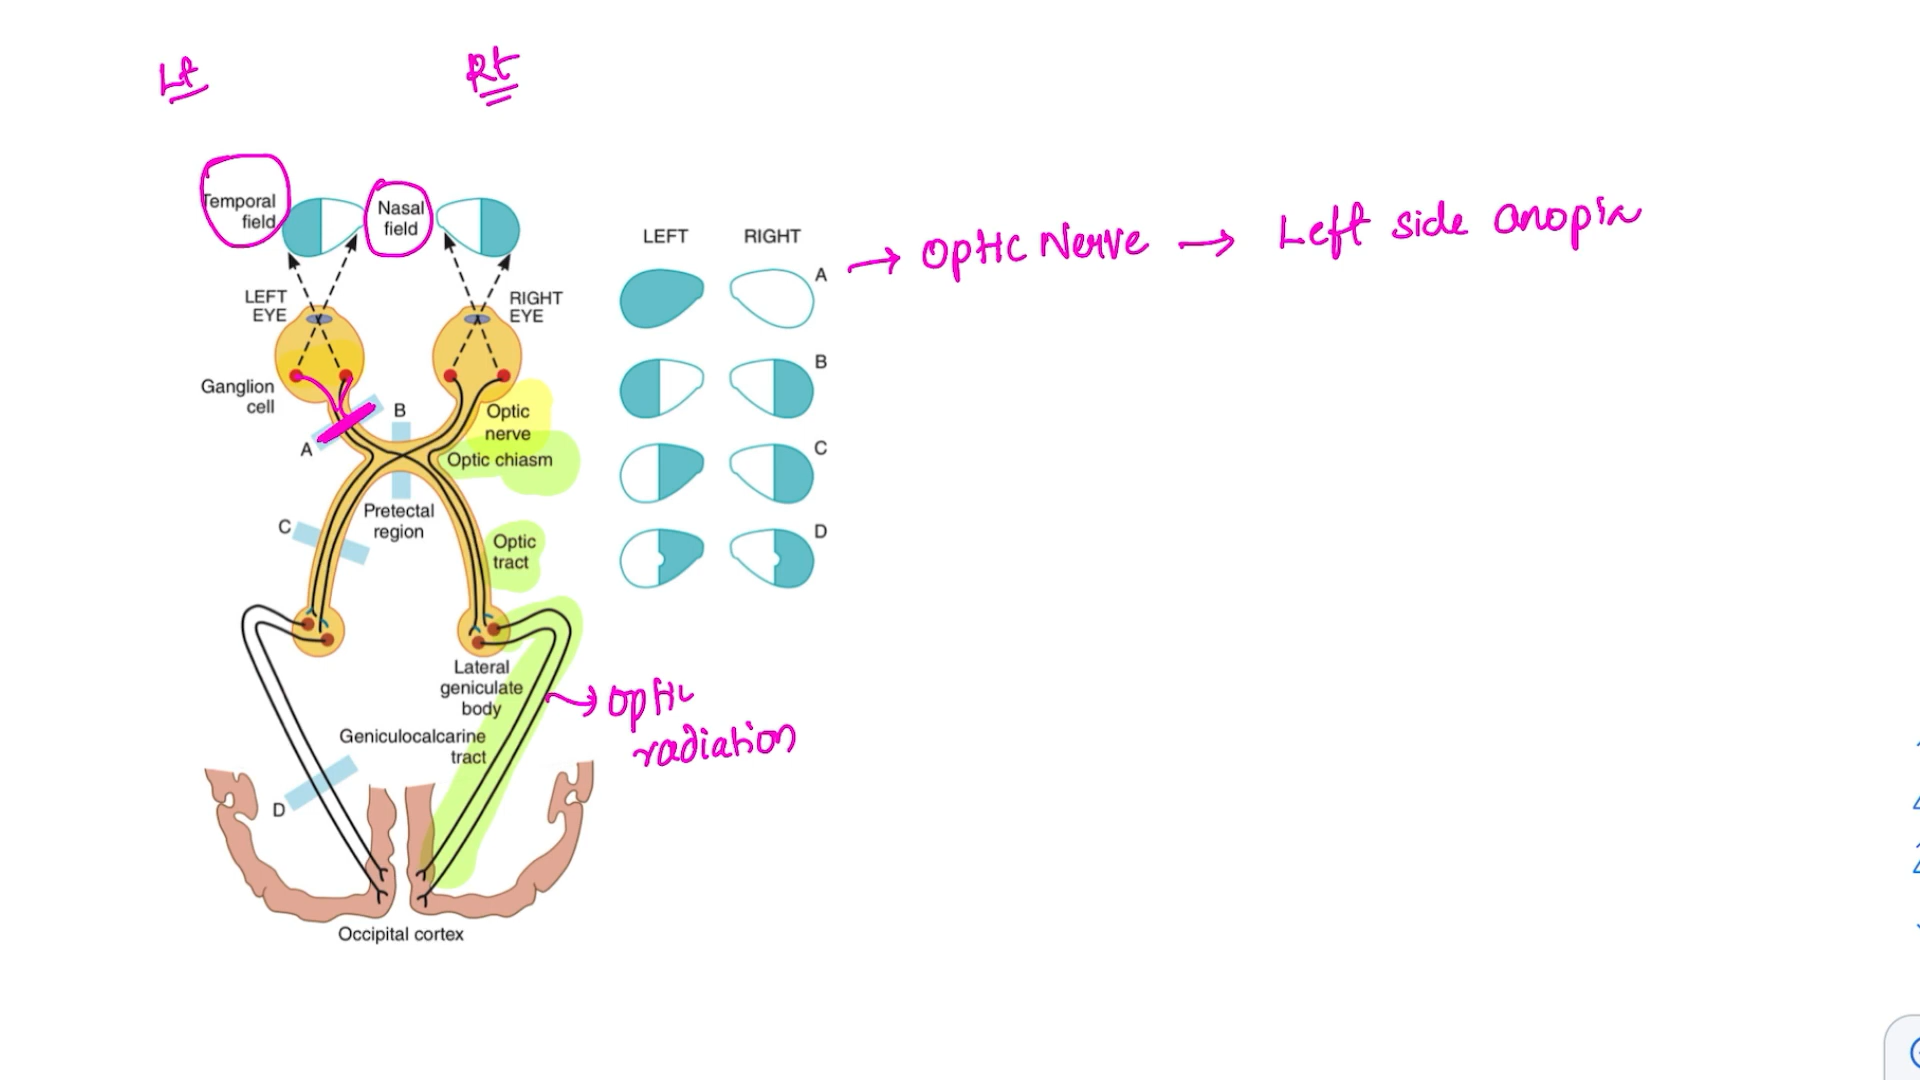 Lt
Rt
Temporal
field
Nasal
field
LEFT
EYE
RIGHT
EYE
LEFT
RIGHT
A
→ Optic Nerve → Left side anopia
B
C
D
Ganglion
cell
A
B
Optic
nerve
Optic chiasm
Pretectal
region
C
Optic
tract
Lateral
geniculate
body
→ Optic
radiation
Geniculocalcarine
tract
D
Occipital cortex